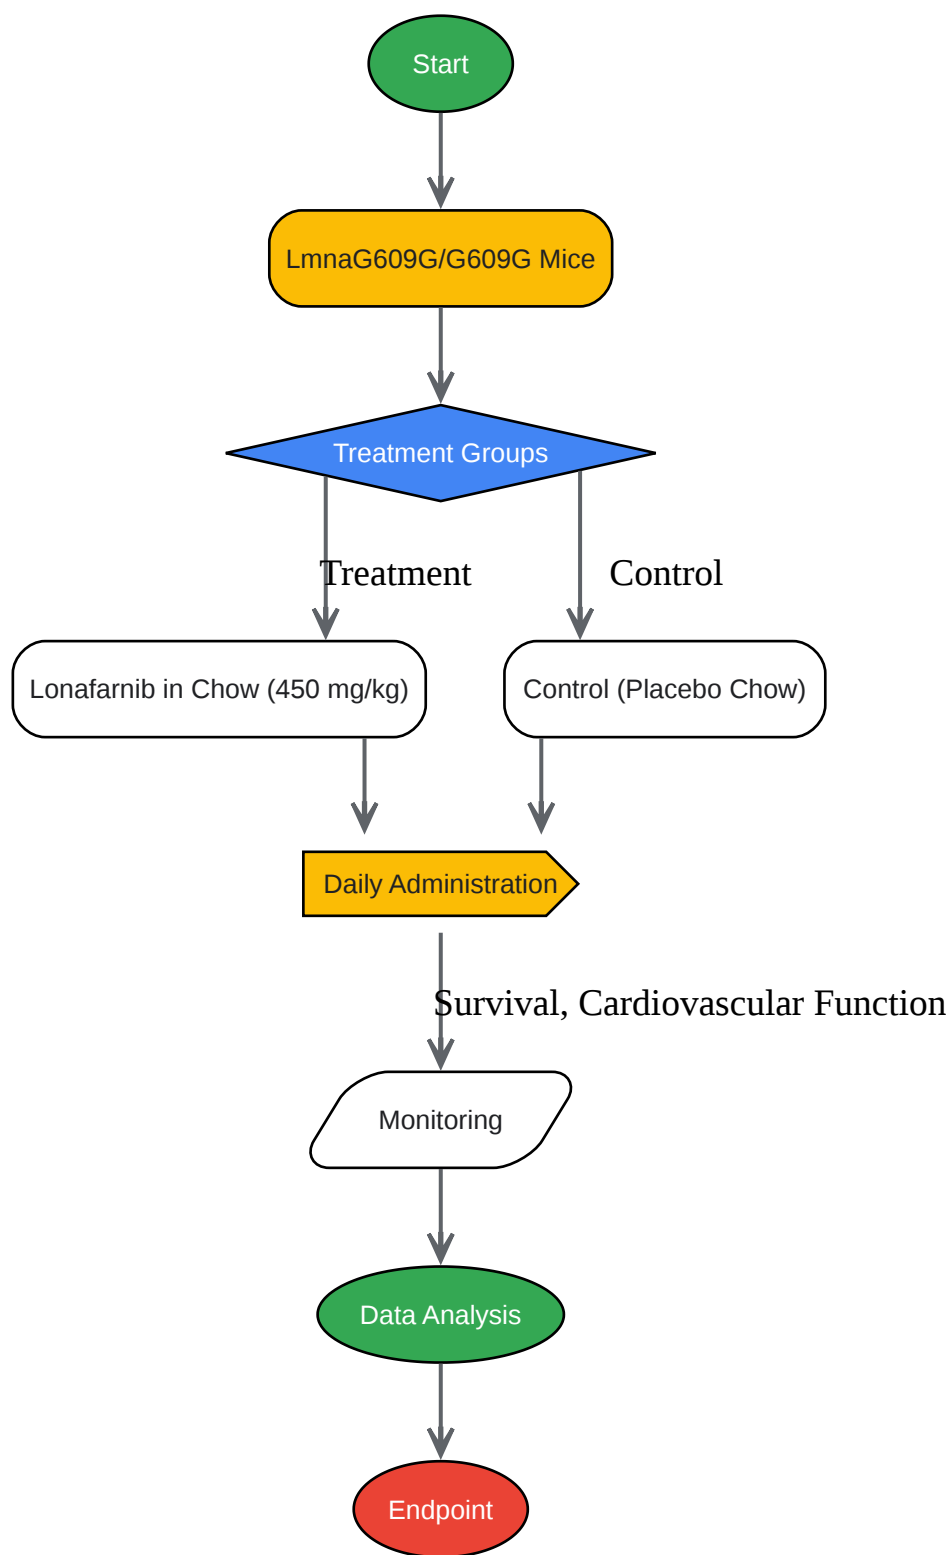 Start
LmnaG609G/G609G Mice
Treatment Groups
Treatment
Control
Lonafarnib in Chow (450 mg/kg)
Control (Placebo Chow)
Daily Administration
Survival, Cardiovascular Function
Monitoring
Data Analysis
Endpoint